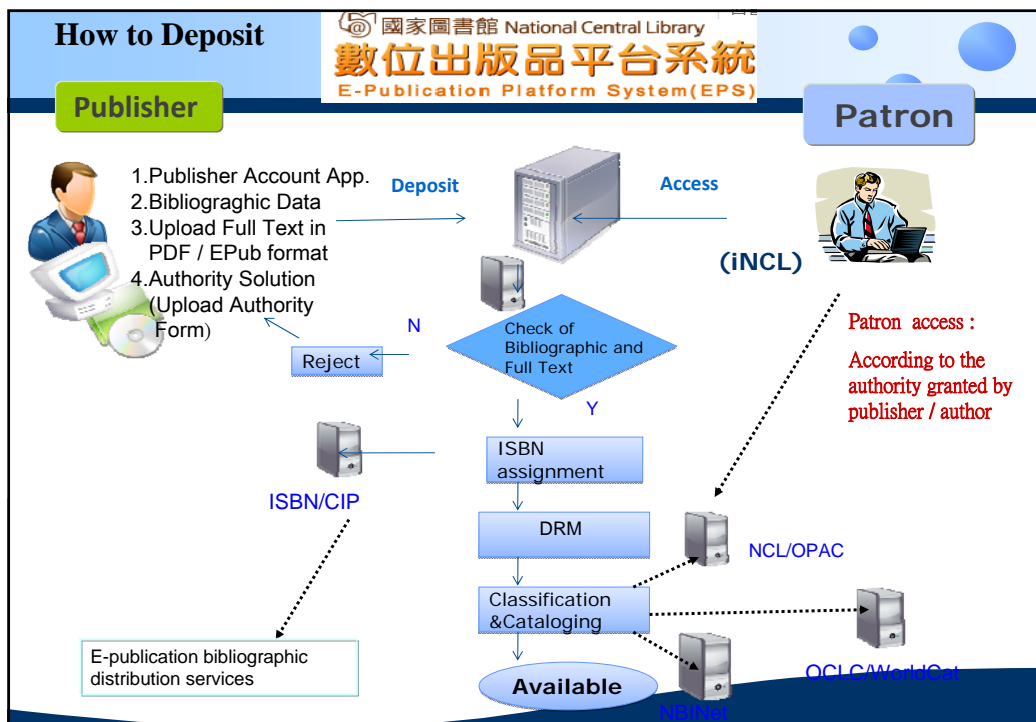 How to Deposit
國家圖書館 National Central Library
數位出版品平台系統
E-Publication Platform System(EPS)
Publisher
Patron
1.Publisher Account App.
2.Bibliograghic Data
3.Upload Full Text in
PDF / EPub format
4.Authority Solution
(Upload Authority
Form)
Deposit
Access
(iNCL)
N
Check of
Bibliographic and
Full Text
Reject
Y
Patron access :
According to the
authority granted by
publisher / author
ISBN
assignment
ISBN/CIP
DRM
NCL/OPAC
Classification
&Cataloging
E-publication bibliographic
distribution services
Available
OCLC/WorldCat
NBINet